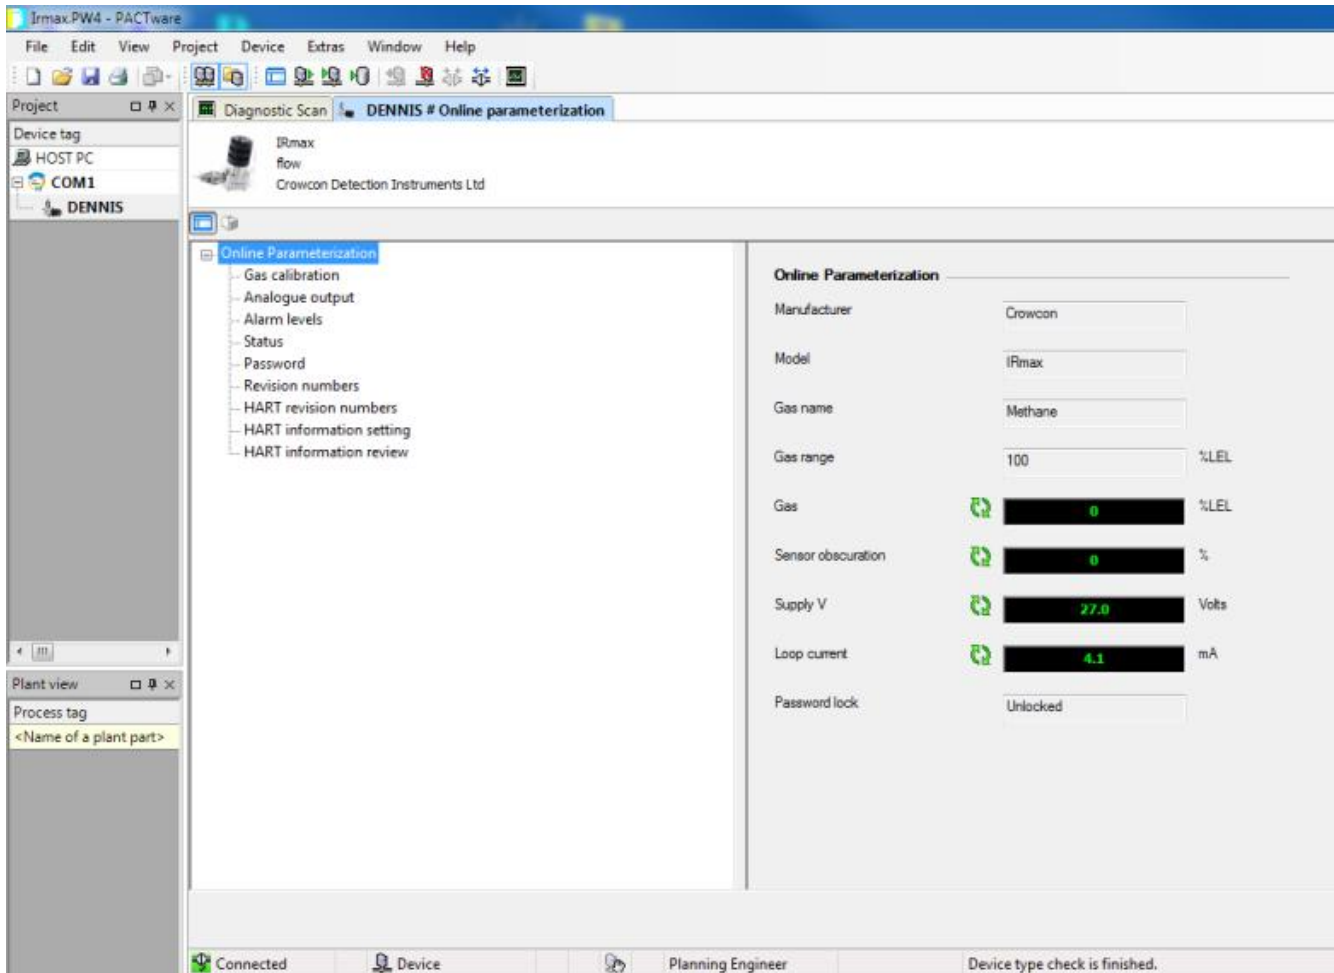 Irmax.PW4 - PACTware
File Edit View Project Device Extras Window Help
Project
Device tag
HOST PC
COM1
DENNIS
Plant view
Process tag
<Name of a plant part>
Diagnostic Scan DENNIS # Online parameterization
IRmax
flow
Crowcon Detection Instruments Ltd
Online Parameterization
Gas calibration
Analogue output
Alarm levels
Status
Password
Revision numbers
HART revision numbers
HART information setting
HART information review
Online Parameterization
Manufacturer Crowcon
Model IRmax
Gas name Methane
Gas range 100 %LEL
Gas 0 %LEL
Sensor obscuration 0 %
Supply V 27.0 Volts
Loop current 4.1 mA
Password lock Unlocked
Connected Device Planning Engineer Device type check is finished.